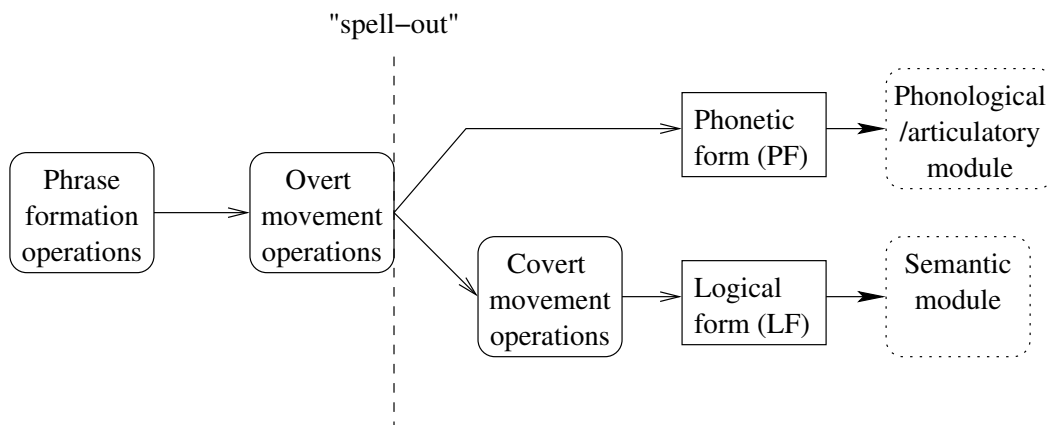 "spell−out"
Phrase
formation
operations
Overt
movement
operations
Phonetic
form (PF)
Phonological
/articulatory
module
Covert
movement
operations
Logical
form (LF)
Semantic
module